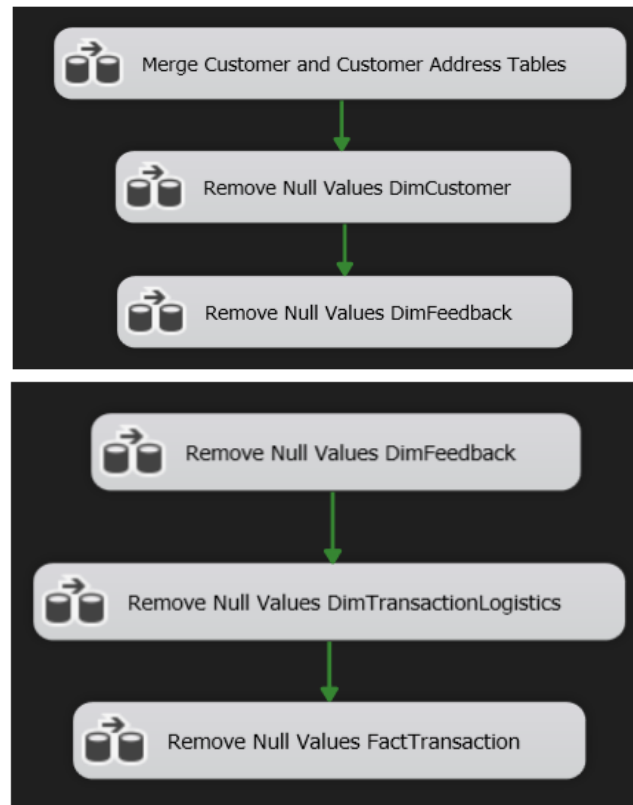 Merge Customer and Customer Address Tables
Remove Null Values DimCustomer
Remove Null Values DimFeedback
Remove Null Values DimFeedback
Remove Null Values DimTransactionLogistics
Remove Null Values FactTransaction